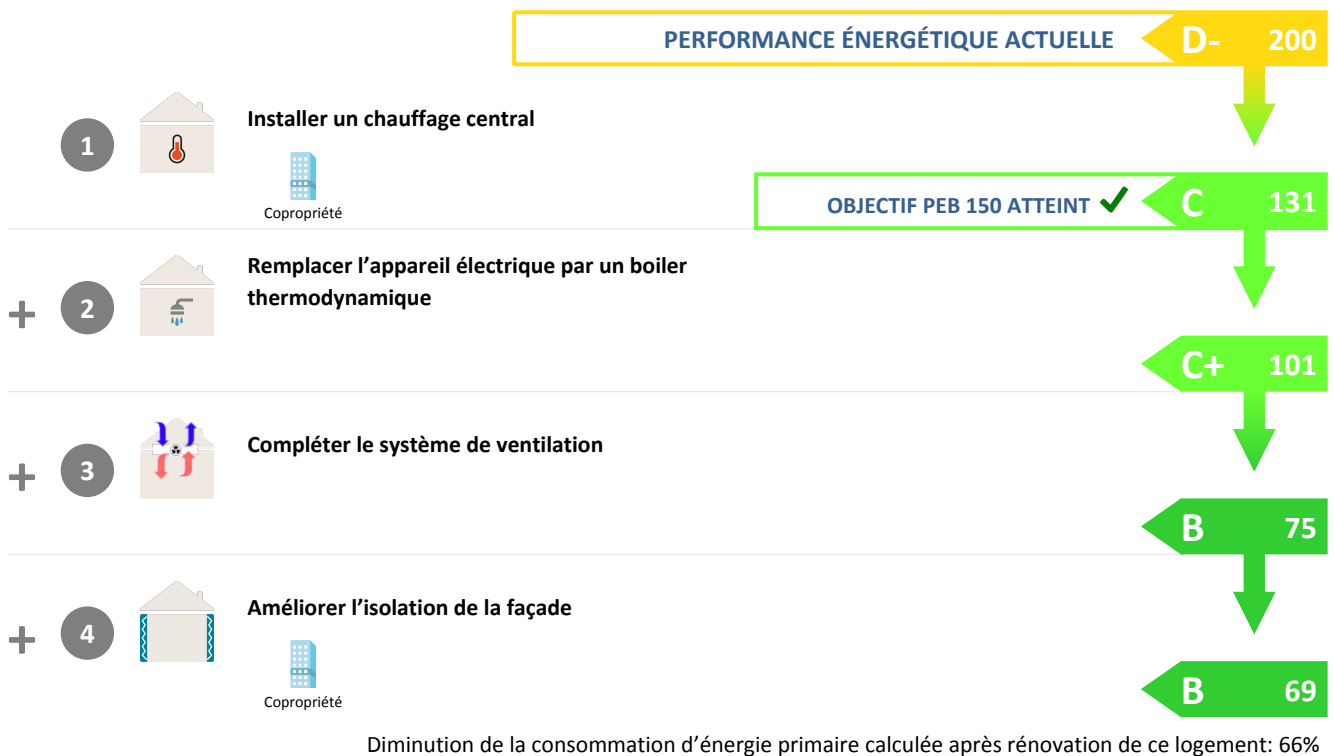 PERFORMANCE ÉNERGÉTIQUE ACTUELLE D- 200
1 Installer un chauffage central
Copropriété
OBJECTIF PEB 150 ATTEINT ✔ C 131
+ 2 Remplacer l’appareil électrique par un boiler
thermodynamique
C+ 101
+ 3 Compléter le système de ventilation
B 75
+ 4 Améliorer l’isolation de la façade
Copropriété
B 69
Diminution de la consommation d’énergie primaire calculée après rénovation de ce logement: 66%